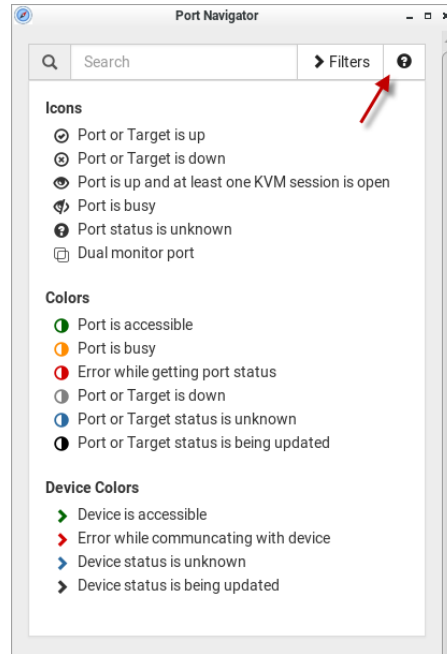 Port Navigator
Search
Filters
Icons
Port or Target is up
Port or Target is down
Port is up and at least one KVM session is open
Port is busy
Port status is unknown
Dual monitor port
Colors
Port is accessible
Port is busy
Error while getting port status
Port or Target is down
Port or Target status is unknown
Port or Target status is being updated
Device Colors
Device is accessible
Error while communcating with device
Device status is unknown
Device status is being updated